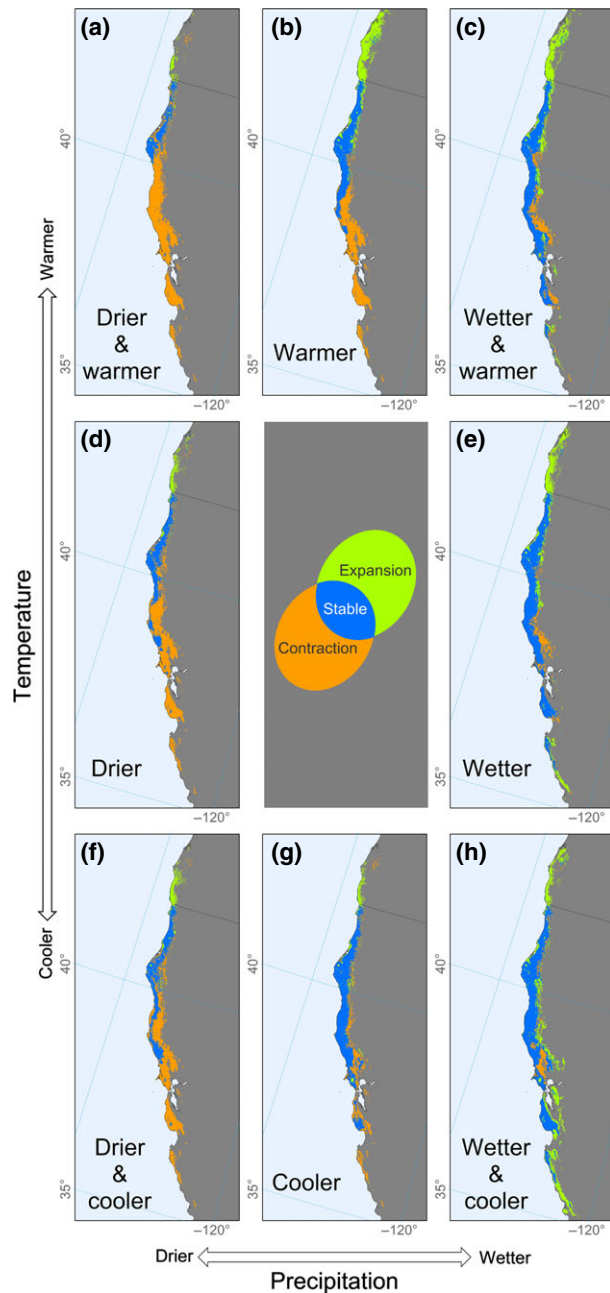 (a)
(b)
(c)
40°
35°
–120°
Drier
&
warmer
40°
35°
–120°
Warmer
40°
35°
–120°
Wetter
&
warmer
Warmer
Temperature
Cooler
(d)
40°
35°
–120°
Drier
Expansion
Stable
Contraction
(e)
40°
35°
–120°
Wetter
(f)
(g)
(h)
40°
35°
–120°
Drier
&
cooler
40°
35°
–120°
Cooler
40°
35°
–120°
Wetter
&
cooler
Drier
Wetter
Precipitation